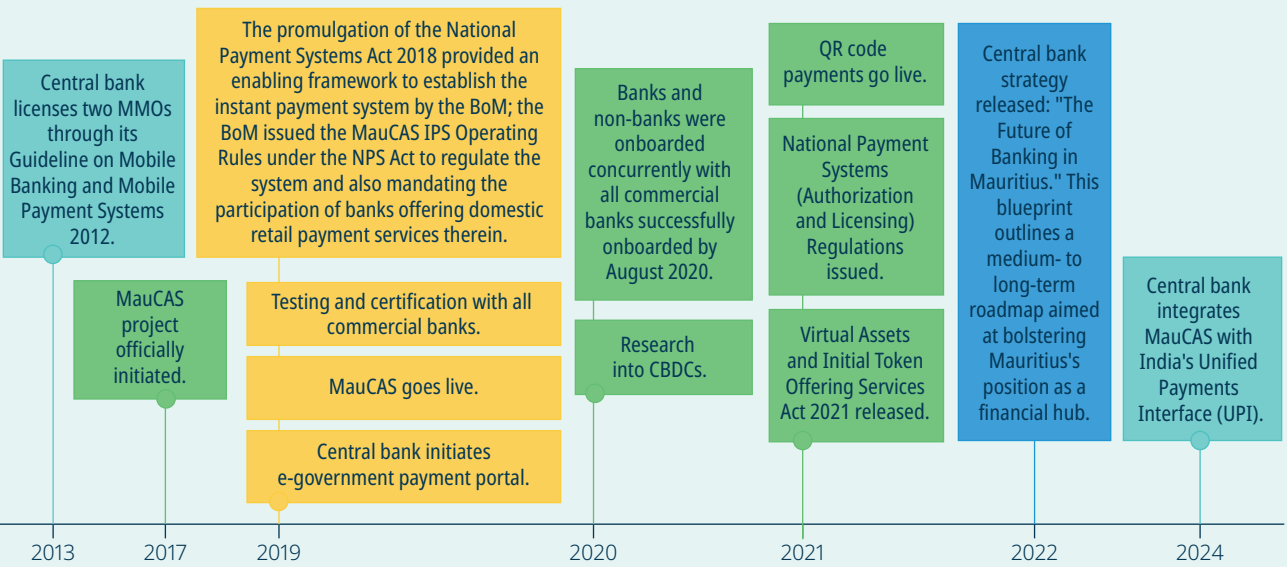 Central bank
licenses two MMOs
through its
Guideline on Mobile
Banking and Mobile
Payment Systems
2012.
MauCAS
project
officially
initiated.
The promulgation of the National
Payment Systems Act 2018 provided an
enabling framework to establish the
instant payment system by the BoM; the
BoM issued the MauCAS IPS Operating
Rules under the NPS Act to regulate the
system and also mandating the
participation of banks offering domestic
retail payment services therein.
Testing and certification with all
commercial banks.
MauCAS goes live.
Central bank initiates
e-government payment portal.
Banks and
non-banks were
onboarded
concurrently with
all commercial
banks successfully
onboarded by
August 2020.
Research
into CBDCs.
QR code
payments go live.
National Payment
Systems
(Authorization
and Licensing)
Regulations
issued.
Virtual Assets
and Initial Token
Offering Services
Act 2021 released.
Central bank
strategy
released: "The
Future of
Banking in
Mauritius." This
blueprint
outlines a
medium- to
long-term
roadmap aimed
at bolstering
Mauritius's
position as a
financial hub.
Central bank
integrates
MauCAS with
India's Unified
Payments
Interface (UPI).
2013 2017 2019 2020 2021 2022 2024